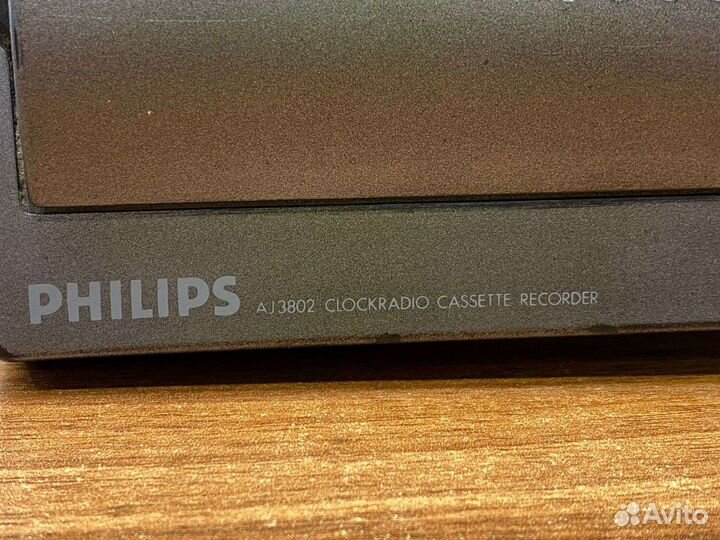 PHILIPS AJ3802 CLOCKRADIO CASSETTE RECORDER
Avito